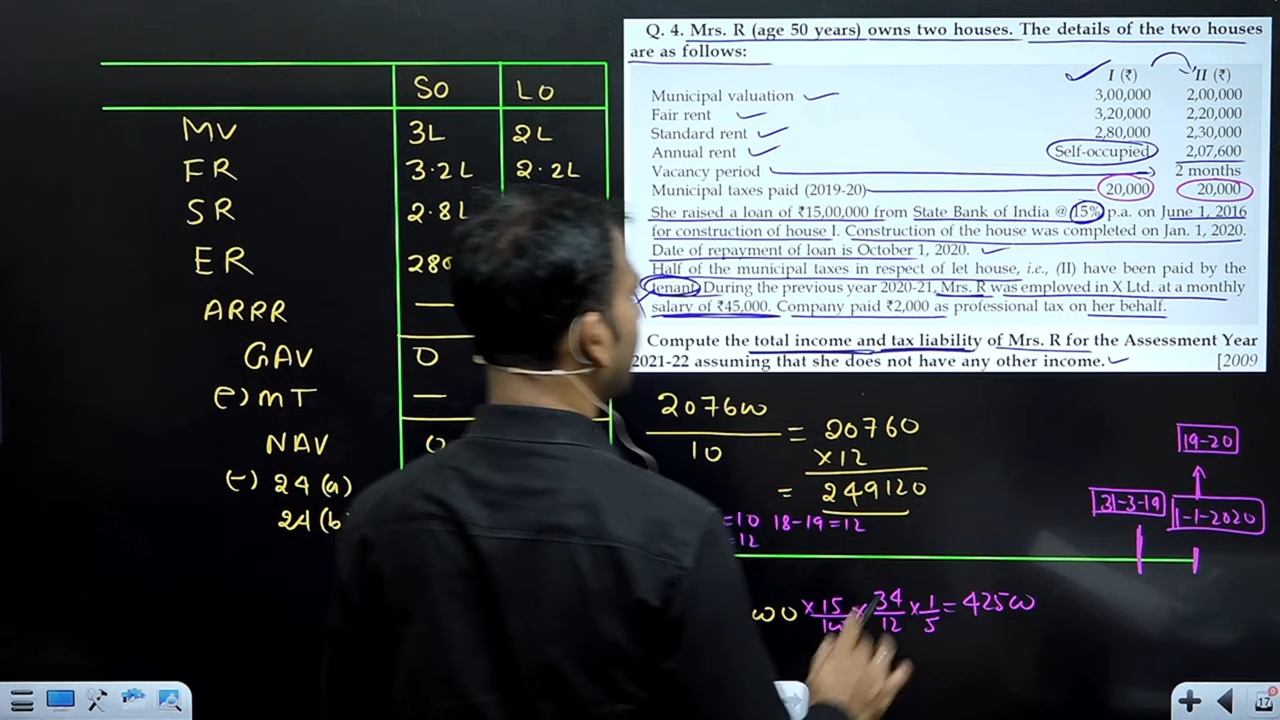 SO LO
MV 3L 2L
FR 3.2L 2.2L
SR 2.8L
ER 280
ARRR —
GAV 0
(-) MT —
NAV 0
(-) 24 (a)
24 (b
Q. 4. Mrs. R (age 50 years) owns two houses. The details of the two houses
are as follows:
I (₹) II (₹)
Municipal valuation 3,00,000 2,00,000
Fair rent 3,20,000 2,20,000
Standard rent 2,80,000 2,30,000
Annual rent Self-occupied 2,07,600
Vacancy period 2 months
Municipal taxes paid (2019-20) 20,000 20,000
She raised a loan of ₹15,00,000 from State Bank of India @ 15% p.a. on June 1, 2016
for construction of house I. Construction of the house was completed on Jan. 1, 2020.
Date of repayment of loan is October 1, 2020.
Half of the municipal taxes in respect of let house, i.e., (II) have been paid by the
tenant. During the previous year 2020-21, Mrs. R was employed in X Ltd. at a monthly
salary of ₹45,000. Company paid ₹2,000 as professional tax on her behalf.
Compute the total income and tax liability of Mrs. R for the Assessment Year
2021-22 assuming that she does not have any other income. [2009
207600
10
= 20760
×12
= 249120
=10 18-19=12
=12
31-3-19
19-20
1-1-2020
00 × 15 × 34/12 × 1/5 = 42500
17